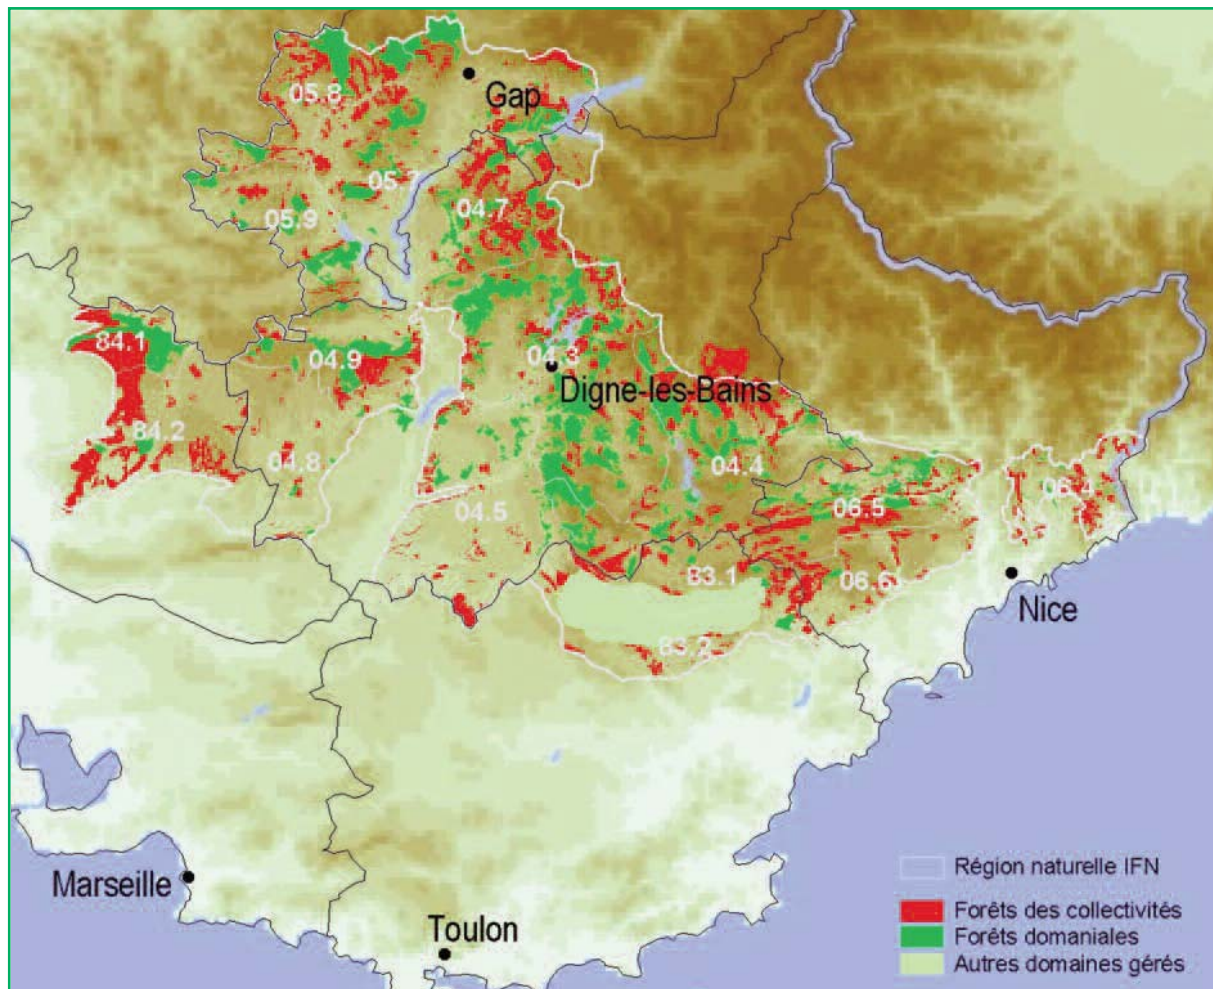 Gap
05.8
05.7
04.7
05.9
84.1
04.9
04.3
Digne-les-Bains
84.2
04.8
04.4
04.5
06.5
06.4
83.1
06.6
Nice
83.2
Marseille
Toulon
Région naturelle IFN
Forêts des collectivités
Forêts domaniales
Autres domaines gérés